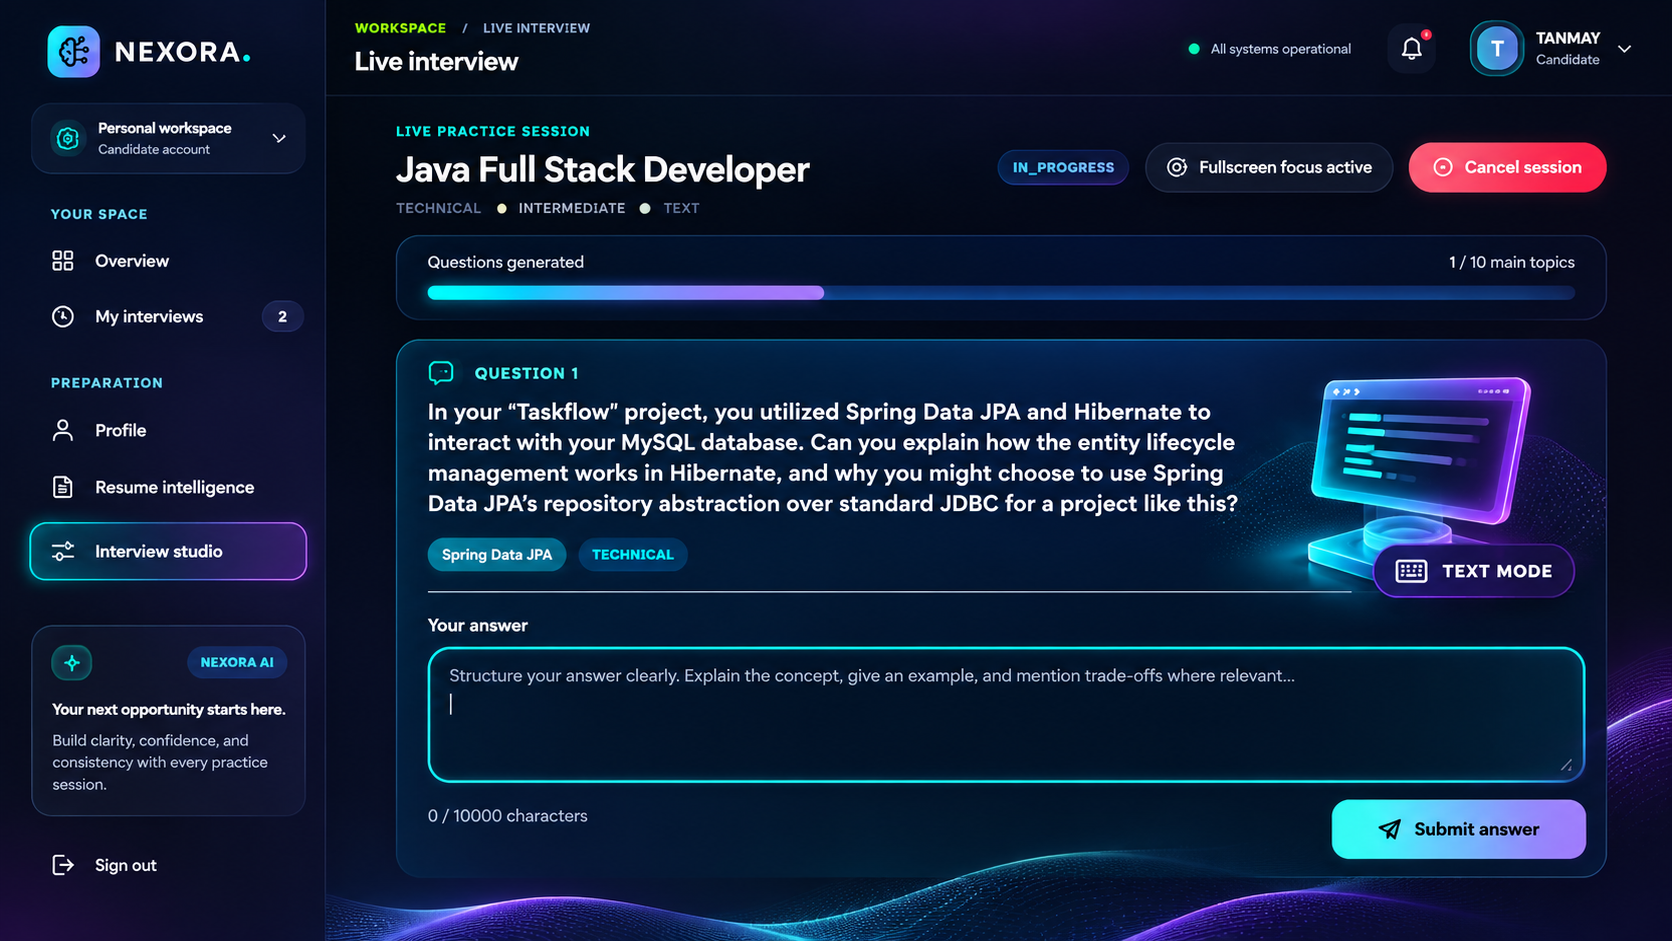 NEXORA.
Personal workspace
Candidate account
YOUR SPACE
Overview
My interviews
2
PREPARATION
Profile
Resume intelligence
Interview studio
NEXORA AI
Your next opportunity starts here.
Build clarity, confidence, and
consistency with every practice
session.
Sign out
WORKSPACE / LIVE INTERVIEW
Live interview
All systems operational
T
TANMAY
Candidate
LIVE PRACTICE SESSION
Java Full Stack Developer
TECHNICAL INTERMEDIATE TEXT
IN_PROGRESS
Fullscreen focus active
Cancel session
Questions generated
1 / 10 main topics
QUESTION 1
In your “Taskflow” project, you utilized Spring Data JPA and Hibernate to
interact with your MySQL database. Can you explain how the entity lifecycle
management works in Hibernate, and why you might choose to use Spring
Data JPA’s repository abstraction over standard JDBC for a project like this?
Spring Data JPA
TECHNICAL
TEXT MODE
Your answer
Structure your answer clearly. Explain the concept, give an example, and mention trade-offs where relevant...
0 / 10000 characters
Submit answer